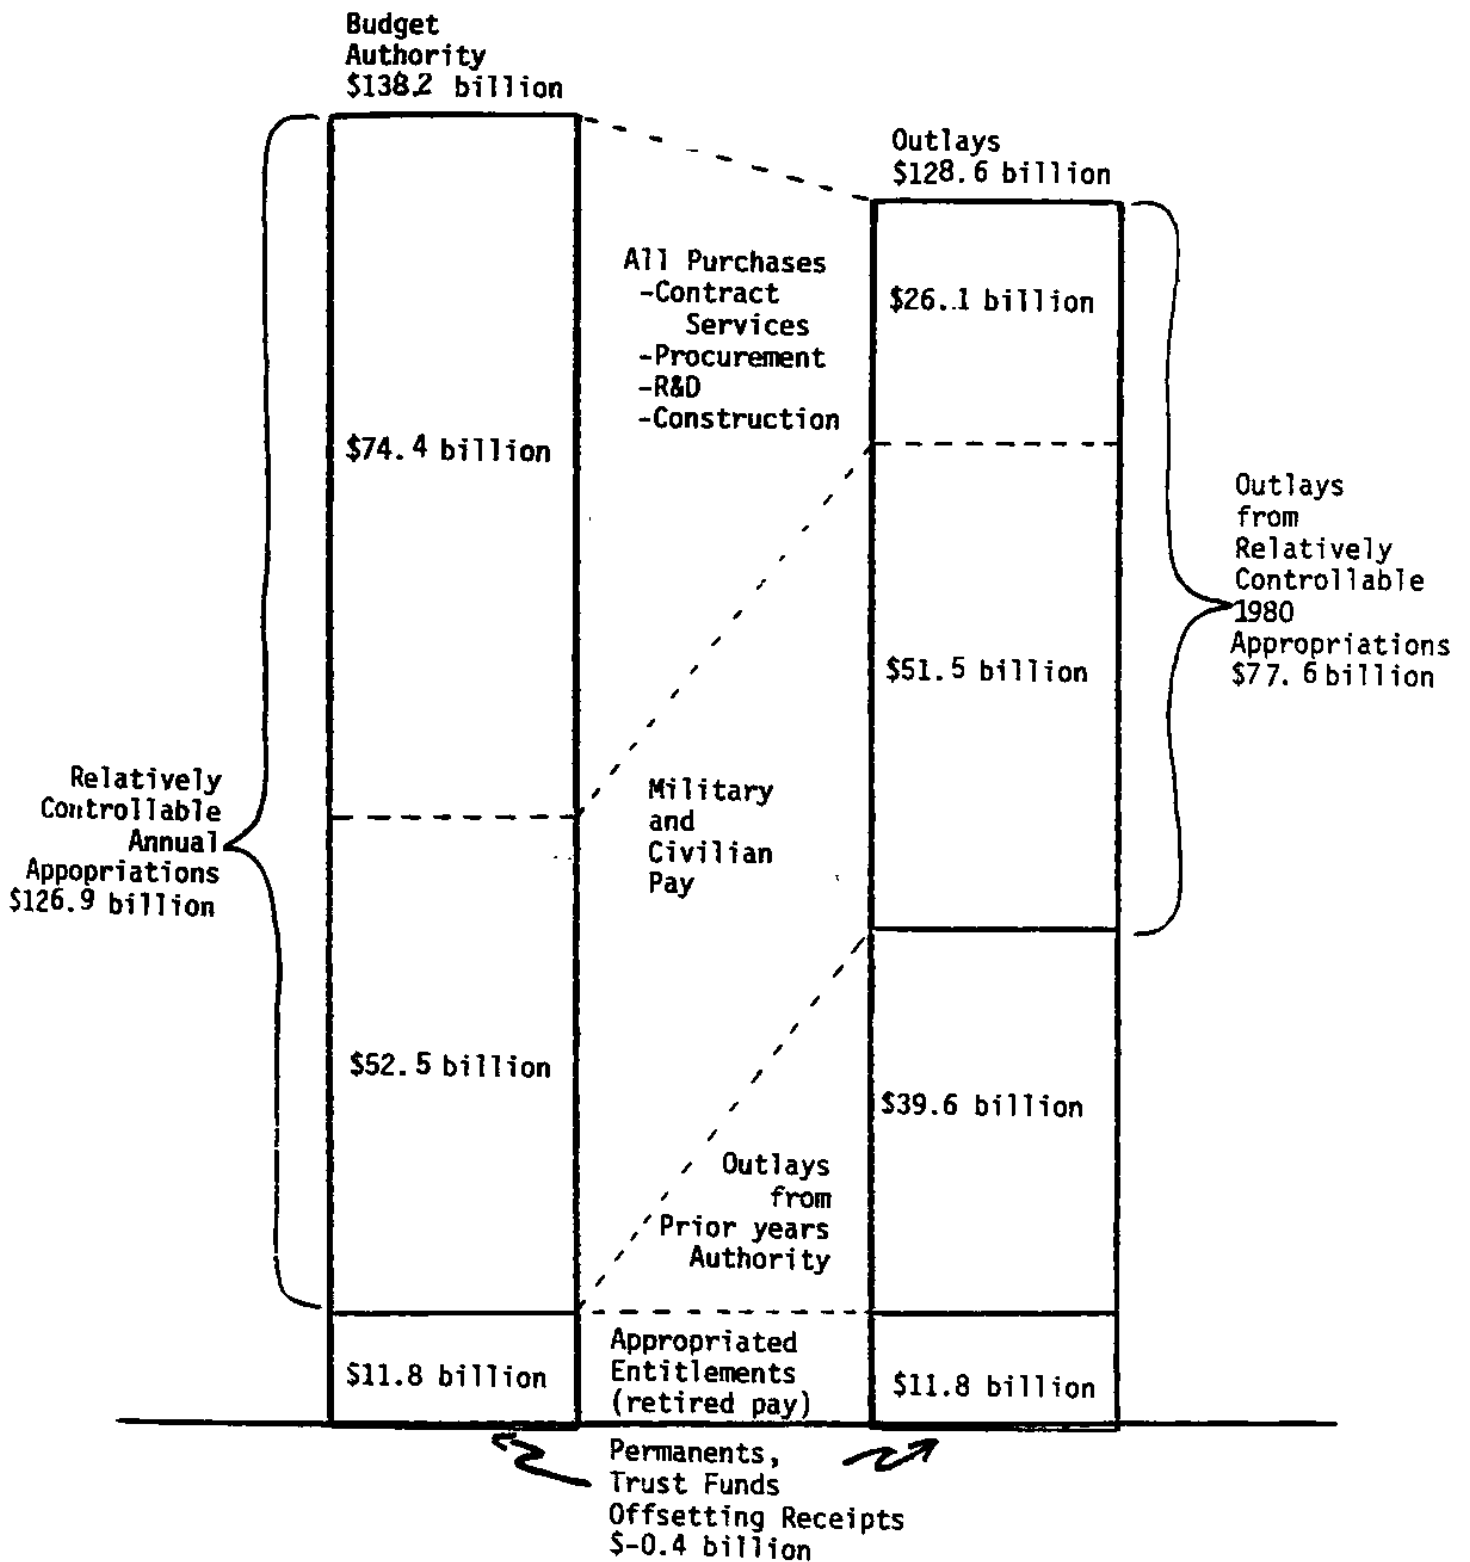 Budget
Authority
$138.2 billion
Outlays
$128.6 billion
All Purchases
-Contract
Services
-Procurement
-R&D
-Construction
$26.1 billion
$74.4 billion
Outlays
from
Relatively
Controllable
1980
Appropriations
$77.6 billion
$51.5 billion
Relatively
Controllable
Annual
Appopriations
$126.9 billion
Military
and
Civilian
Pay
$52.5 billion
$39.6 billion
Outlays
from
Prior years
Authority
$11.8 billion
Appropriated
Entitlements
(retired pay)
$11.8 billion
Permanents,
Trust Funds
Offsetting Receipts
$-0.4 billion